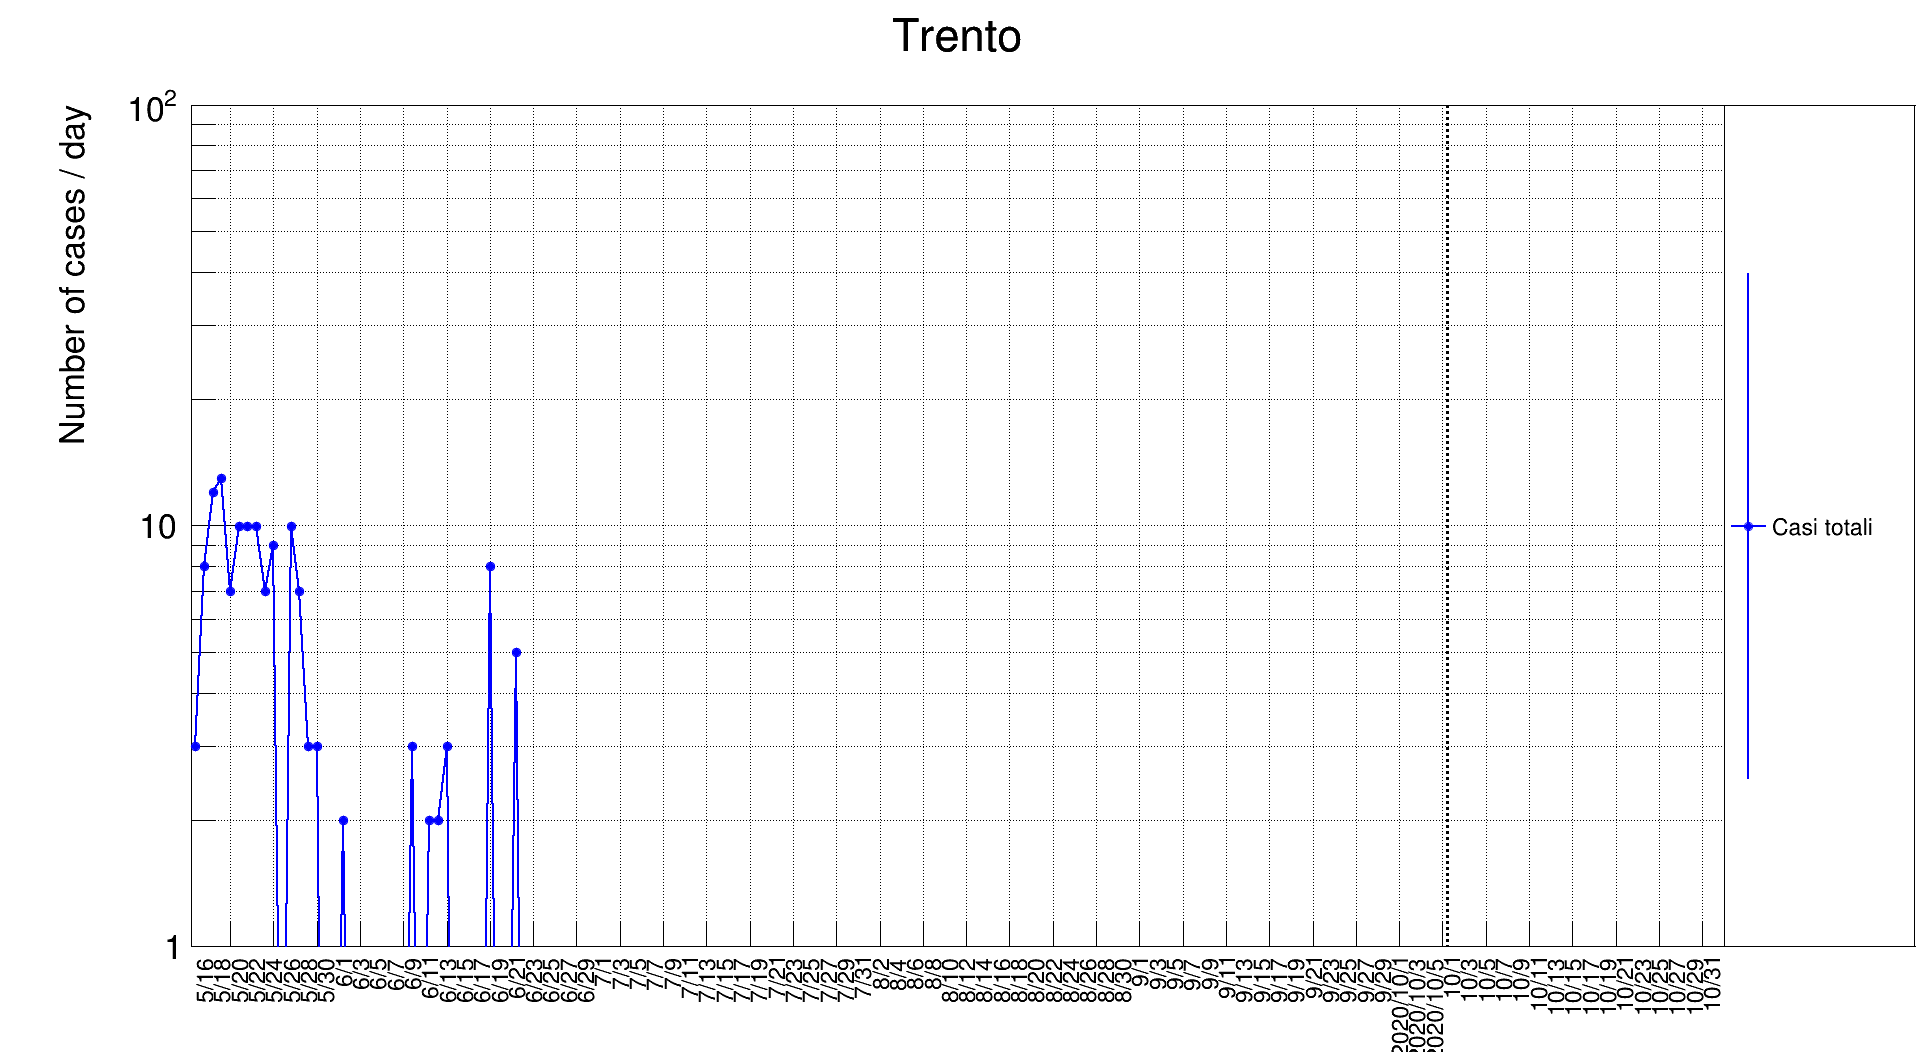 Trento
Number of cases / day
10²
10
1
Casi totali
5/16 5/18 5/20 5/22 5/24 5/26 5/28 5/30 6/1 6/3 6/5 6/7 6/9 6/11 6/13 6/15 6/17 6/19 6/21 6/23 6/25 6/27 6/29 7/1 7/3 7/5 7/7 7/9 7/11 7/13 7/15 7/17 7/19 7/21 7/23 7/25 7/27 7/29 7/31 8/2 8/4 8/6 8/8 8/10 8/12 8/14 8/16 8/18 8/20 8/22 8/24 8/26 8/28 8/30 9/1 9/3 9/5 9/7 9/9 9/11 9/13 9/15 9/17 9/19 9/21 9/23 9/25 9/27 9/29 2020/10/1 2020/10/3 2020/10/5 10/1 10/3 10/5 10/7 10/9 10/11 10/13 10/15 10/17 10/19 10/21 10/23 10/25 10/27 10/29 10/31